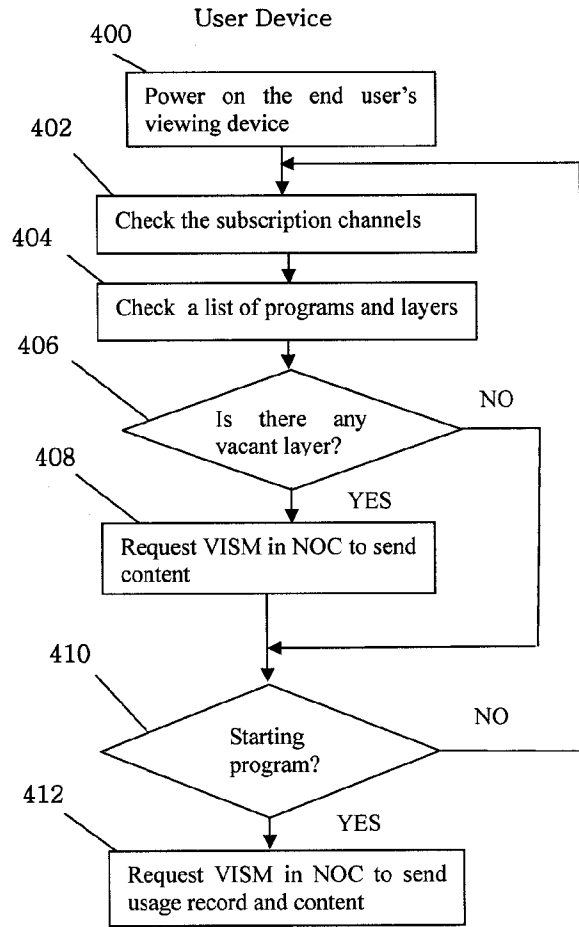 User Device
400
Power on the end user's
viewing device
402
Check the subscription channels
404
Check a list of programs and layers
406
Is there any
vacant layer?
NO
YES
408
Request VISM in NOC to send
content
410
Starting
program?
NO
YES
412
Request VISM in NOC to send
usage record and content